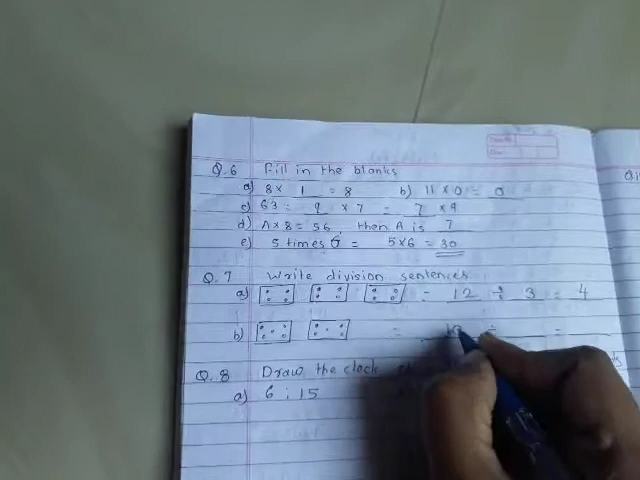 Q.6 Fill in the blanks
a) 8 × 1 = 8 b) 11 × 0 = 0
c) 63 = 9 × 7 = 7 × 9
d) A × 8 = 56, then A is 7
e) 5 times 6 = 5×6 = 30
Q.7 Write division sentences.
a) = 12 ÷ 3 = 4
b) = 10 ÷ =
Q.8 Draw the clock
a) 6 : 15